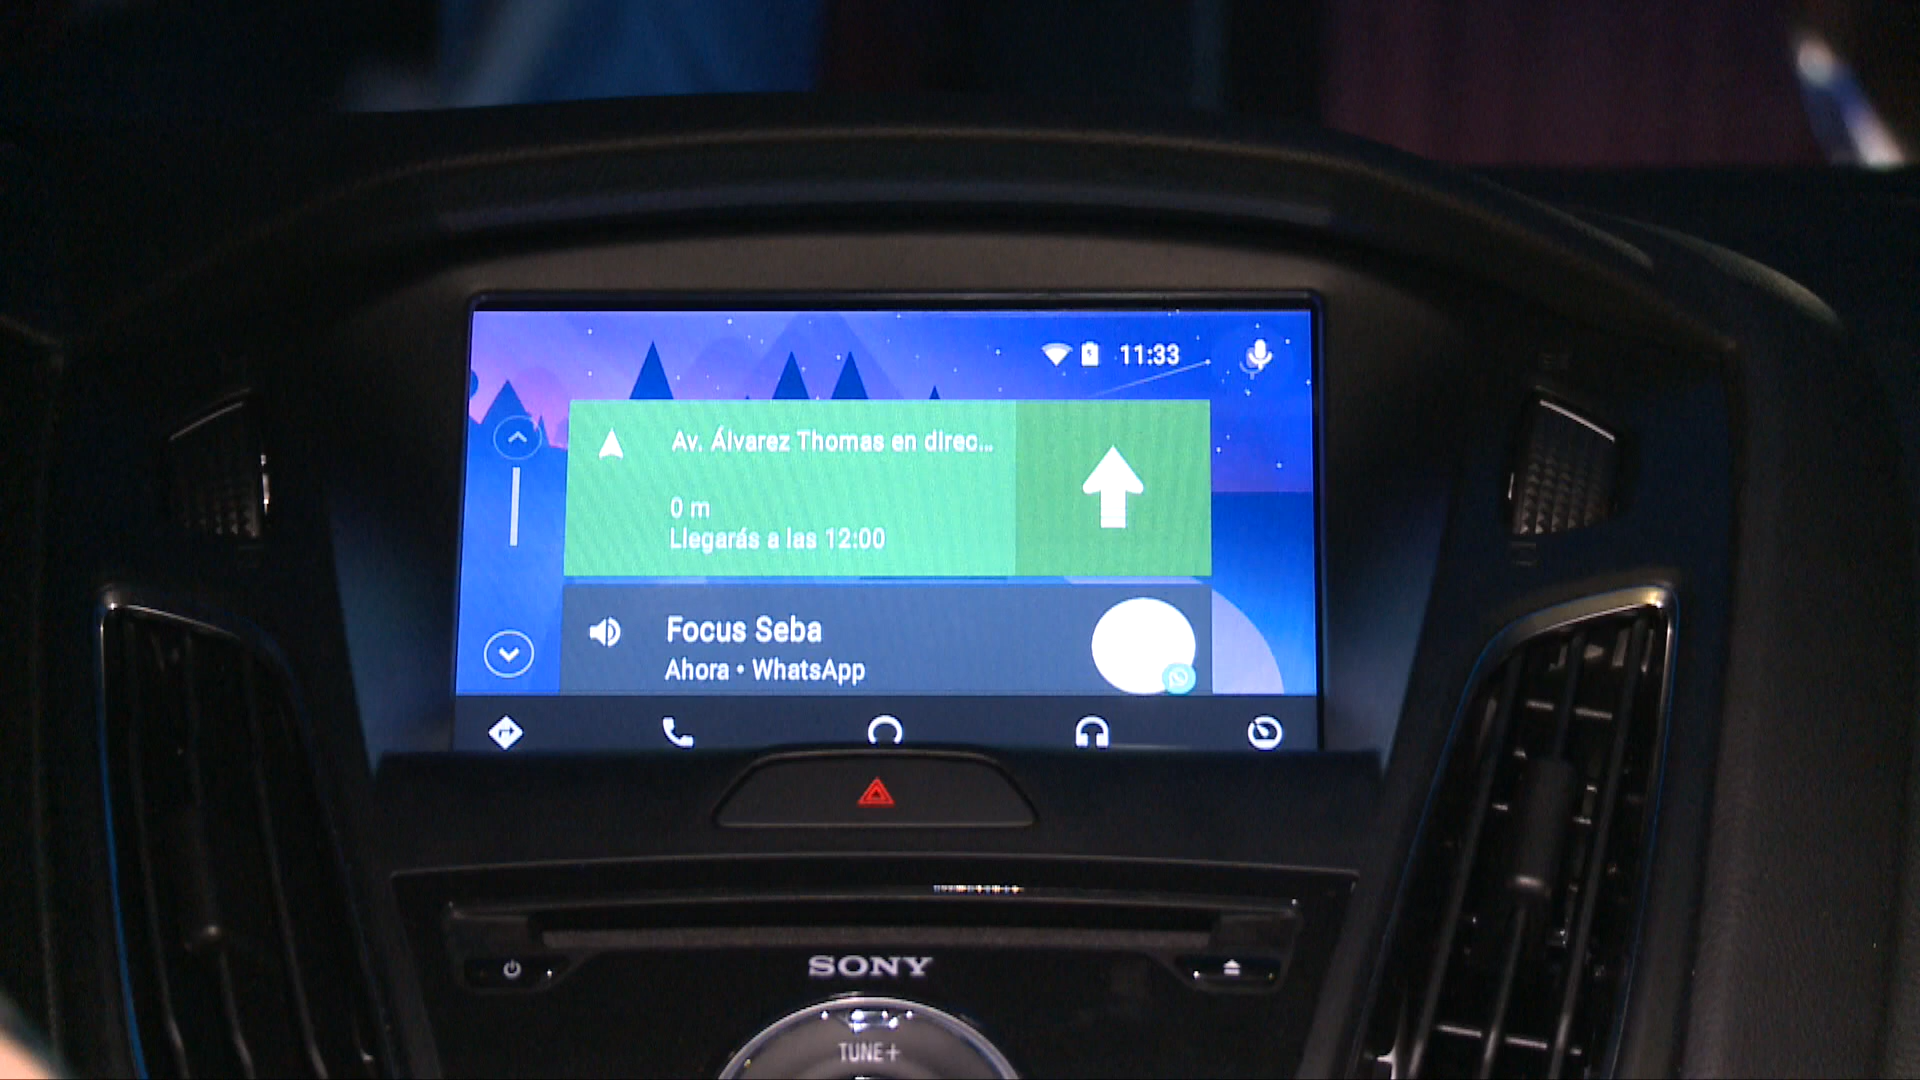 11:33
Av. Álvarez Thomas en direc...
0 m
Llegarás a las 12:00
Focus Seba
Ahora • WhatsApp
SONY
TUNE+